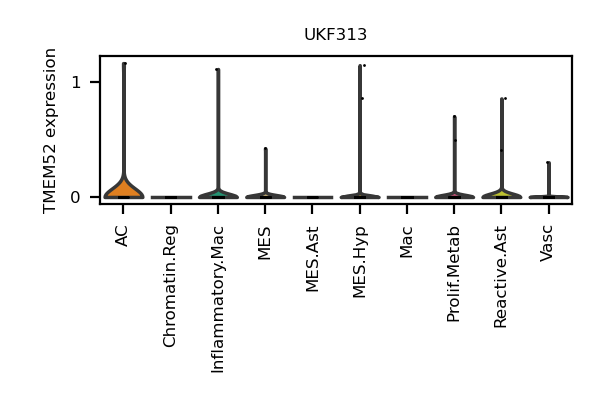 UKF313
TMEM52 expression
1
0
AC
Chromatin.Reg
Inflammatory.Mac
MES
MES.Ast
MES.Hyp
Mac
Prolif.Metab
Reactive.Ast
Vasc